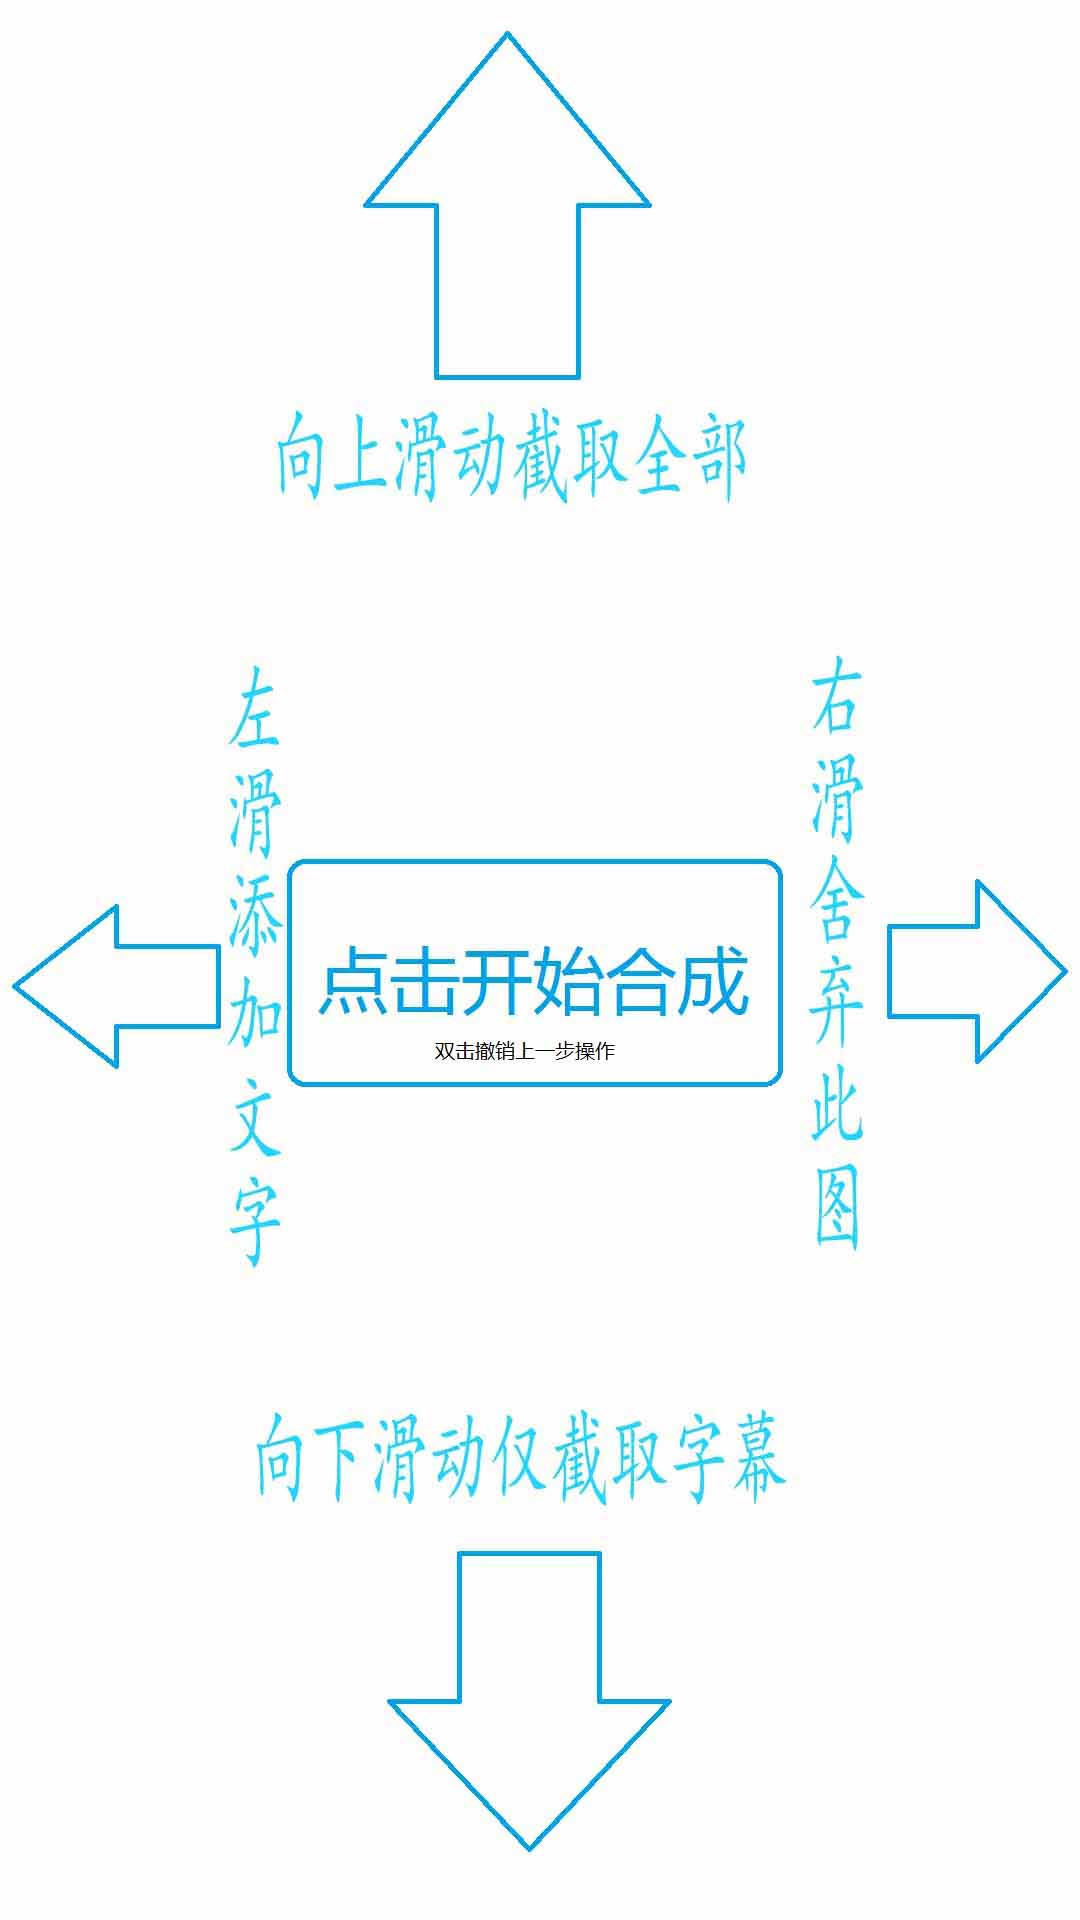 向上滑动截取全部
左滑添加文字
点击开始合成
双击撤销上一步操作
右滑舍弃此图
向下滑动仅截取字幕